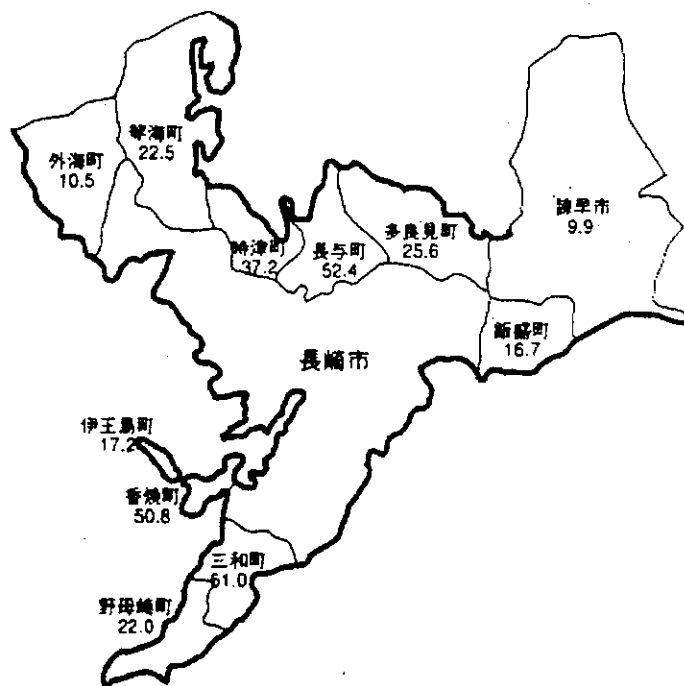 琴海町
22.5
外海町
10.5
諫早市
9.9
多良見町
25.6
時津町
37.2
長与町
52.4
飯盛町
16.7
長崎市
伊王島町
17.2
香焼町
50.8
三和町
61.0
野母崎町
22.0